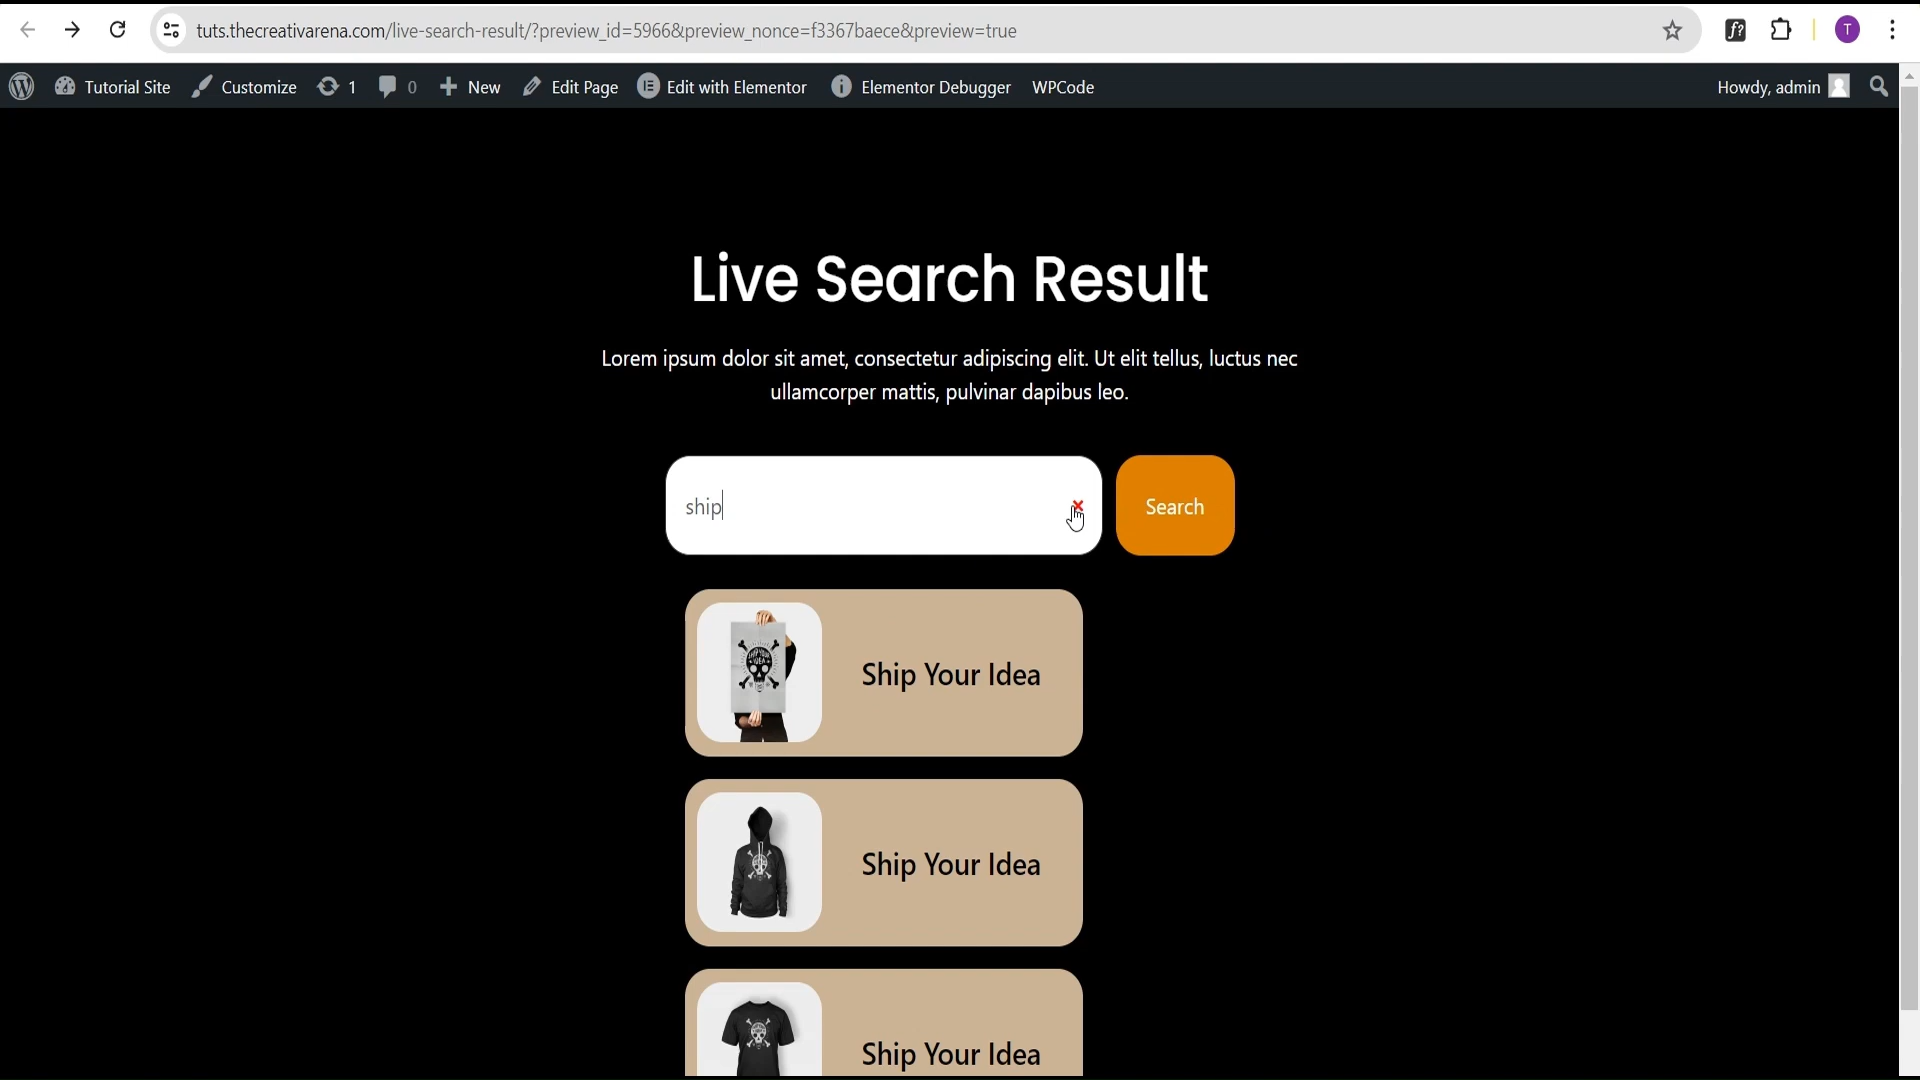 tuts.thecreativarena.com/live-search-result/?preview_id=5966&preview_nonce=f3367baece&preview=true
f?
T
Tutorial Site Customize 1 0 New Edit Page Edit with Elementor Elementor Debugger WPCode Howdy, admin
Live Search Result
Lorem ipsum dolor sit amet, consectetur adipiscing elit. Ut elit tellus, luctus nec
ullamcorper mattis, pulvinar dapibus leo.
ship
Search
SHIP YOUR
IDEA
Ship Your Idea
Ship Your Idea
Ship Your Idea